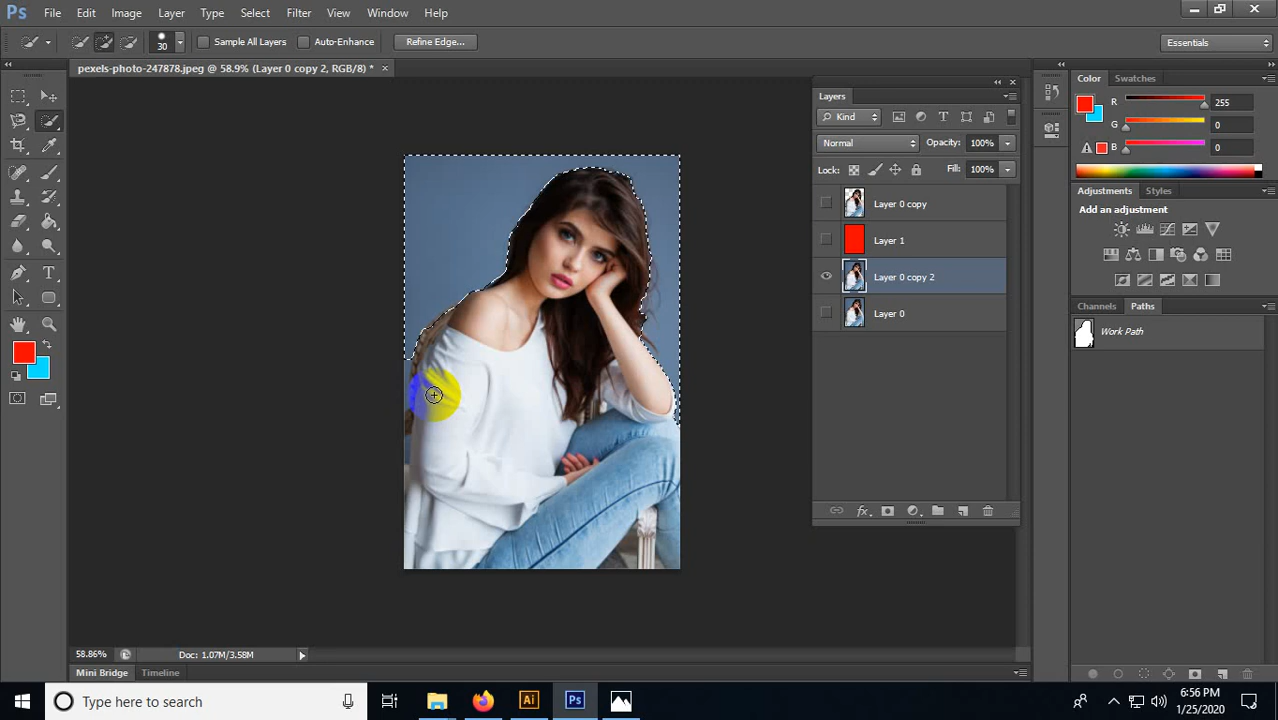 Ps File Edit Image Layer Type Select Filter View Window Help
30 Sample All Layers Auto-Enhance Refine Edge... Essentials
pexels-photo-247878.jpeg @ 58.9% (Layer 0 copy 2, RGB/8) * ×
Layers
Kind
Normal Opacity: 100%
Lock: Fill: 100%
Layer 0 copy
Layer 1
Layer 0 copy 2
Layer 0
fx
Color Swatches
R 255
G 0
B 0
Adjustments Styles
Add an adjustment
Channels Paths
Work Path
58.86% Doc: 1.07M/3.58M
Mini Bridge Timeline
Type here to search Ai Ps 6:56 PM
1/25/2020